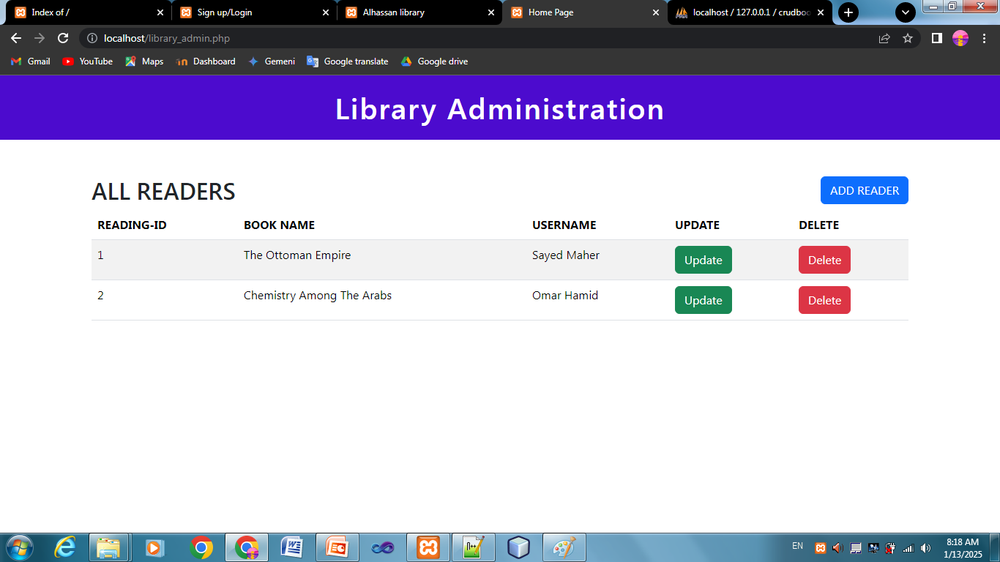 Index of /
Sign up/Login
Alhassan library
Home Page
localhost / 127.0.0.1 / crudboo
localhost/library_admin.php
Gmail
YouTube
Maps
Dashboard
Gemeni
Google translate
Google drive
Library Administration
ALL READERS
ADD READER
READING-ID BOOK NAME USERNAME UPDATE DELETE
1 The Ottoman Empire Sayed Maher Update Delete
2 Chemistry Among The Arabs Omar Hamid Update Delete
EN
8:18 AM
1/13/2025